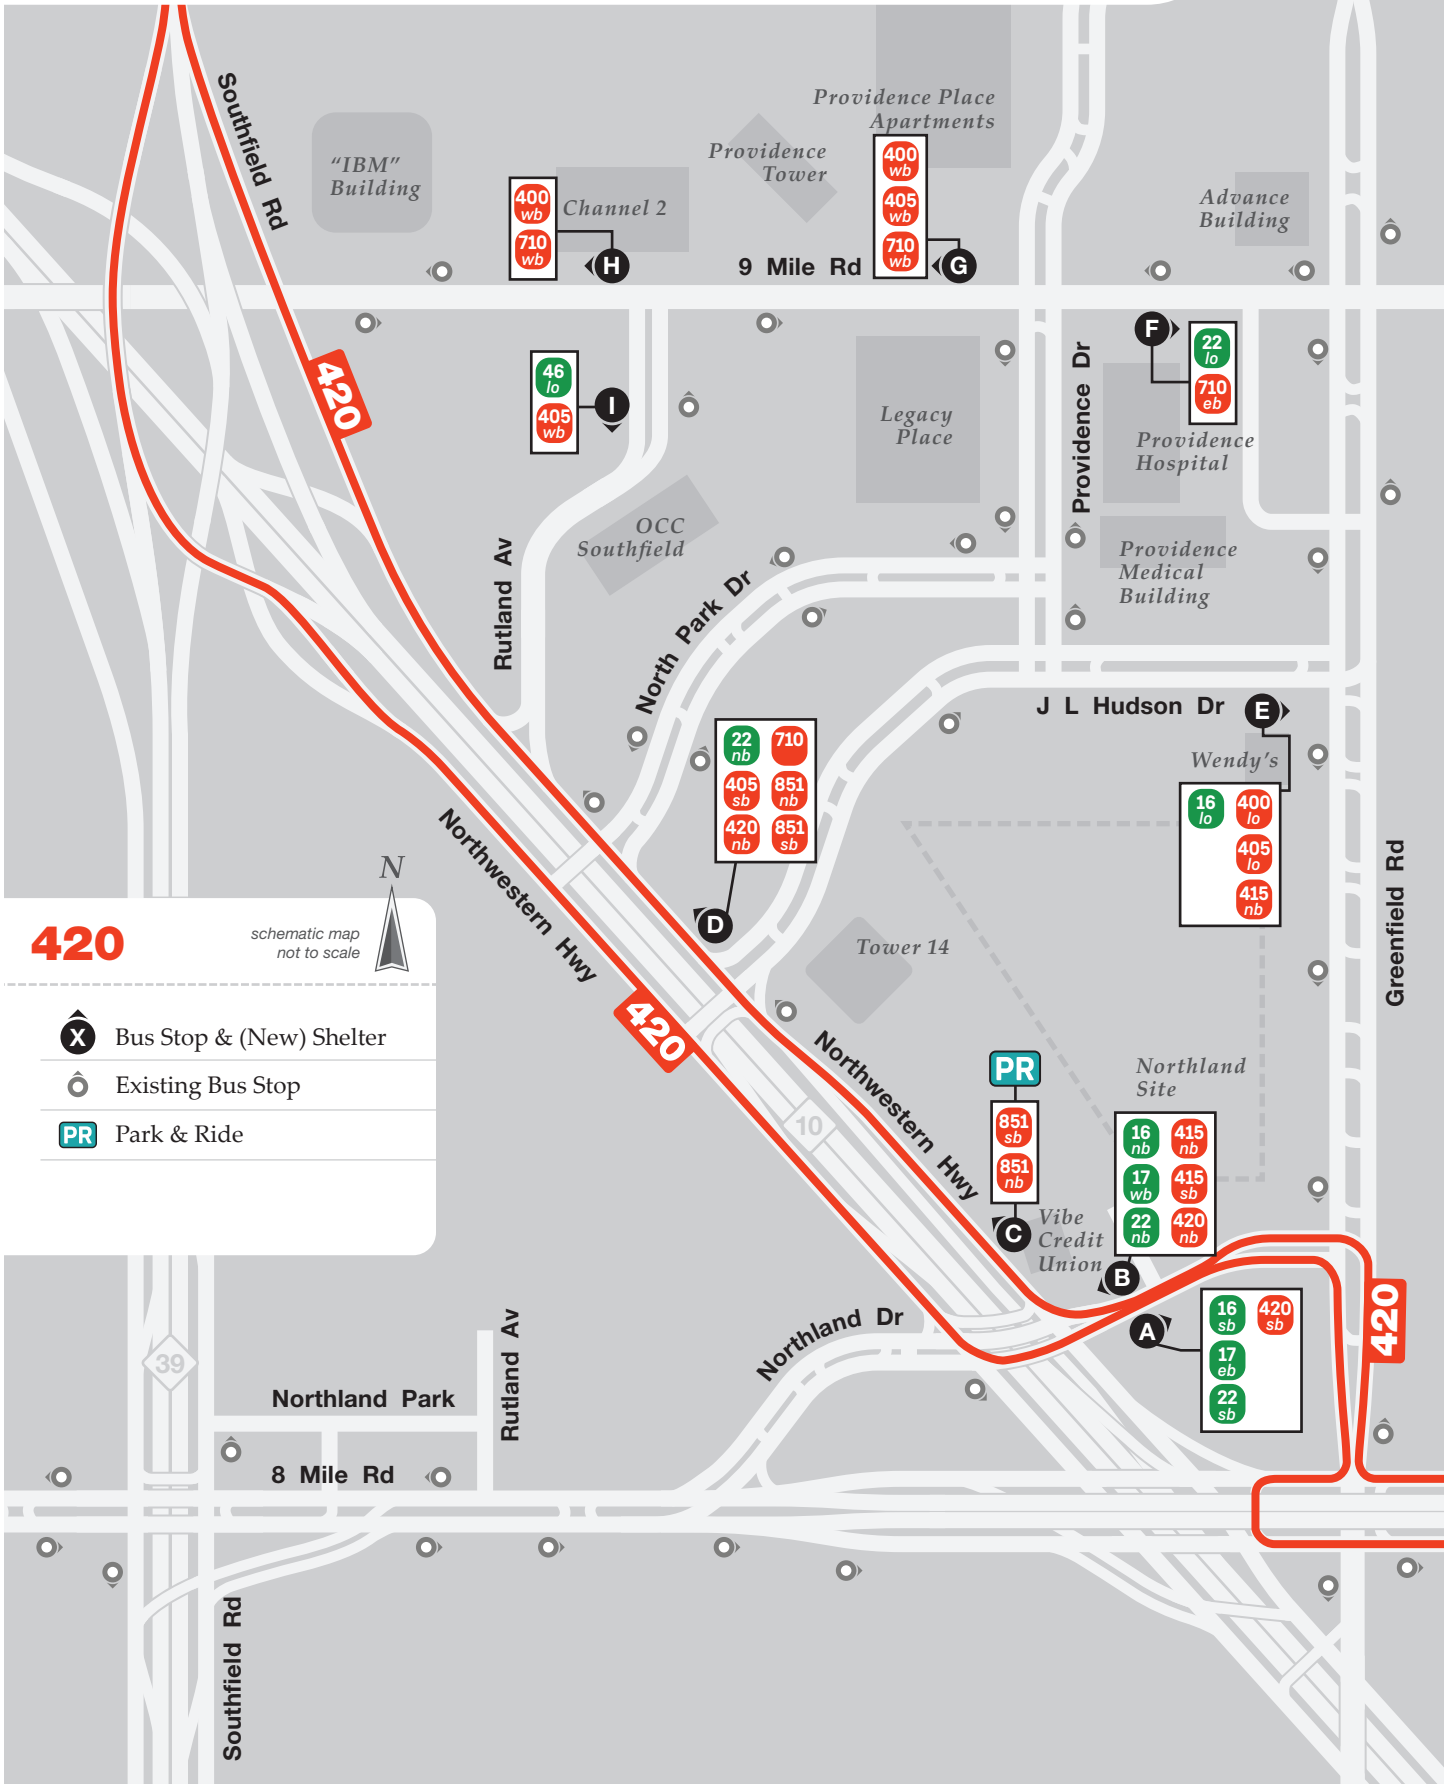 Southfield Rd
"IBM"
Building
400
wb
710
wb
Channel 2
H
Providence
Tower
Providence Place
Apartments
400
wb
405
wb
710
wb
G
9 Mile Rd
Advance
Building
F
22
lo
710
eb
Providence Dr
Providence
Hospital
420
46
lo
405
wb
I
Legacy
Place
OCC
Southfield
Rutland Av
North Park Dr
Providence
Medical
Building
J L Hudson Dr
E
Wendy's
16
lo
400
lo
405
lo
415
nb
22
nb
710
405
sb
851
nb
420
nb
851
sb
D
Northwestern Hwy
Greenfield Rd
Tower 14
420
Northwestern Hwy
10
PR
851
sb
851
nb
C
Vibe
Credit
Union
Northland
Site
16
nb
415
nb
17
wb
415
sb
22
nb
420
nb
B
A
16
sb
420
sb
17
eb
22
sb
420
N
420
schematic map
not to scale
X
Bus Stop & (New) Shelter
Existing Bus Stop
PR
Park & Ride
39
Northland Dr
Rutland Av
Northland Park
8 Mile Rd
Southfield Rd